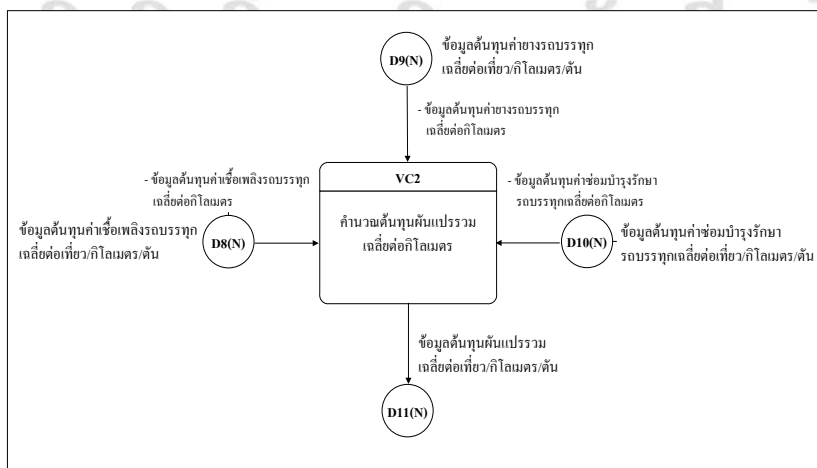 D9(N)
ข้อมูลต้นทุนค่ายางรถบรรทุก
เฉลี่ยต่อเที่ยว/กิโลเมตร/ตัน
- ข้อมูลต้นทุนค่ายางรถบรรทุก
เฉลี่ยต่อกิโลเมตร
- ข้อมูลต้นทุนค่าเชื้อเพลิงรถบรรทุก
เฉลี่ยต่อกิโลเมตร
VC2
- ข้อมูลต้นทุนค่าซ่อมบำรุงรักษา
รถบรรทุกเฉลี่ยต่อกิโลเมตร
ข้อมูลต้นทุนค่าเชื้อเพลิงรถบรรทุก
เฉลี่ยต่อเที่ยว/กิโลเมตร/ตัน
D8(N)
คำนวณต้นทุนผันแปรรวม
เฉลี่ยต่อกิโลเมตร
D10(N)
ข้อมูลต้นทุนค่าซ่อมบำรุงรักษา
รถบรรทุกเฉลี่ยต่อเที่ยว/กิโลเมตร/ตัน
ข้อมูลต้นทุนผันแปรรวม
เฉลี่ยต่อเที่ยว/กิโลเมตร/ตัน
D11(N)